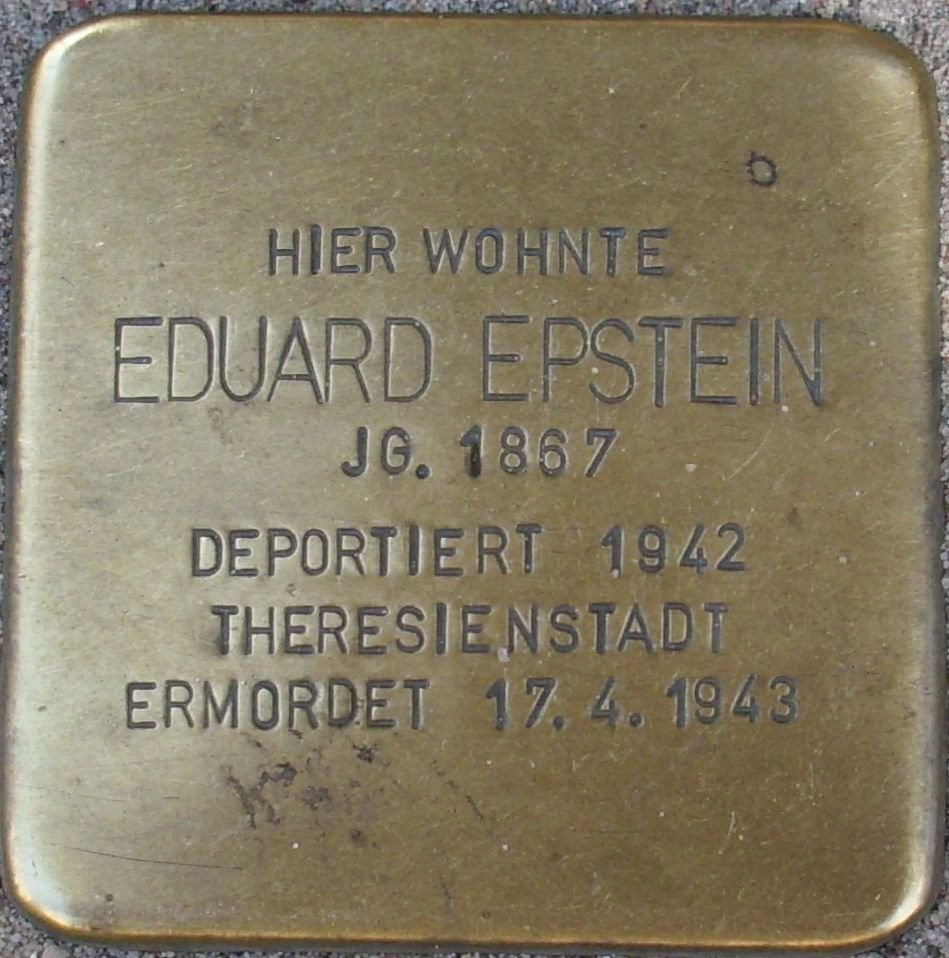 HIER WOHNTE
EDUARD EPSTEIN
JG. 1867
DEPORTIERT 1942
THERESIENSTADT
ERMORDET 17.4.1943